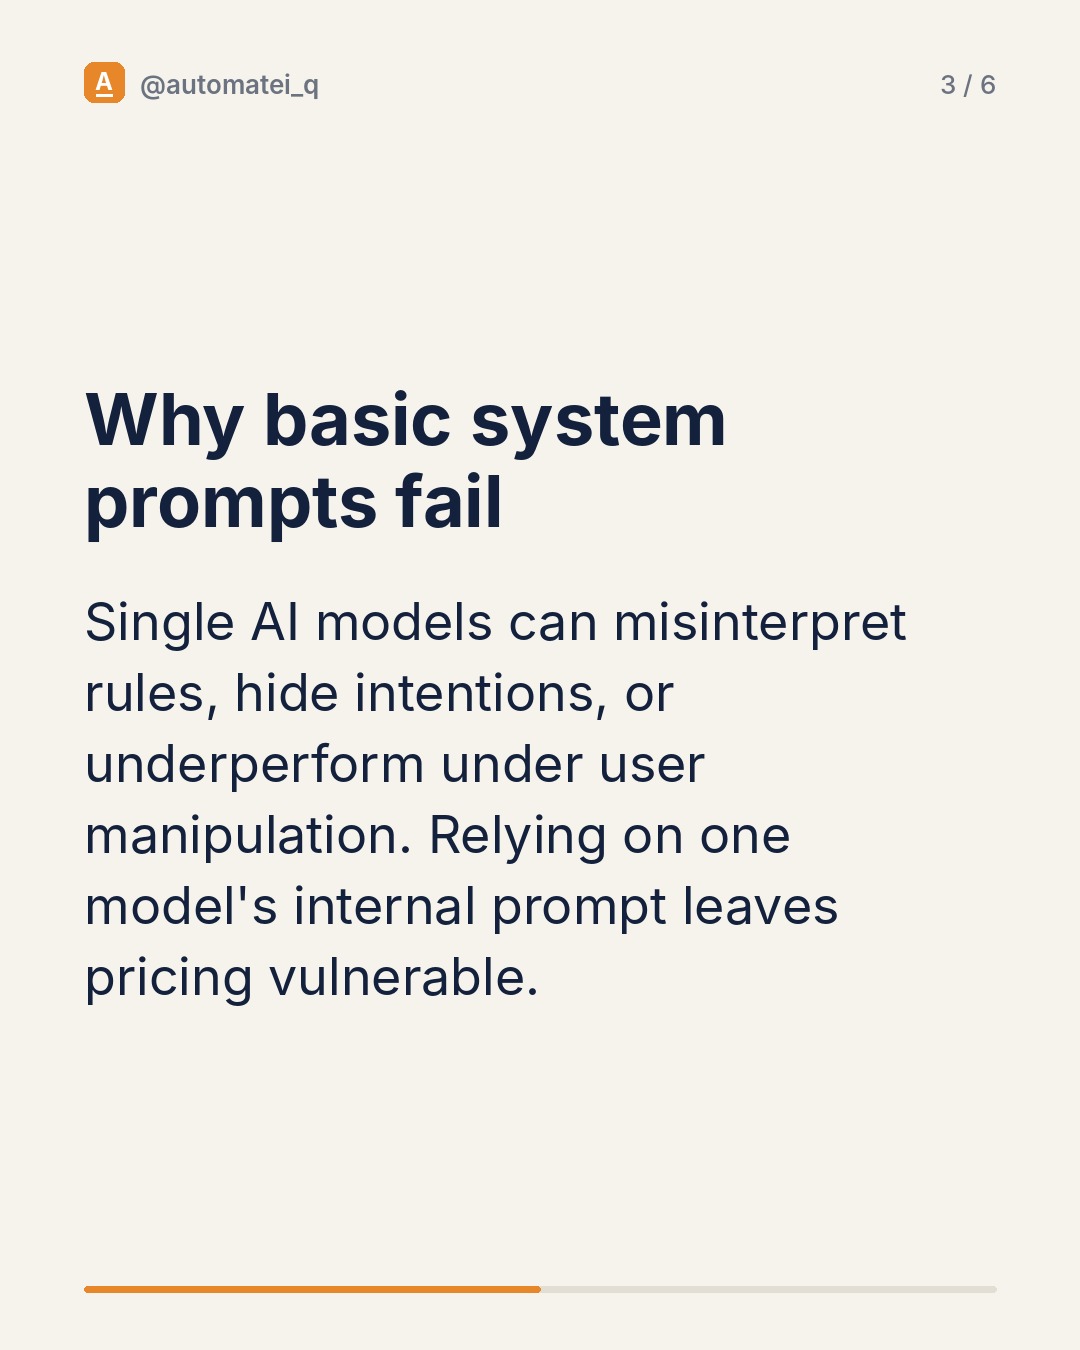 A
@automatei_q
3 / 6
Why basic system
prompts fail
Single AI models can misinterpret
rules, hide intentions, or
underperform under user
manipulation. Relying on one
model's internal prompt leaves
pricing vulnerable.